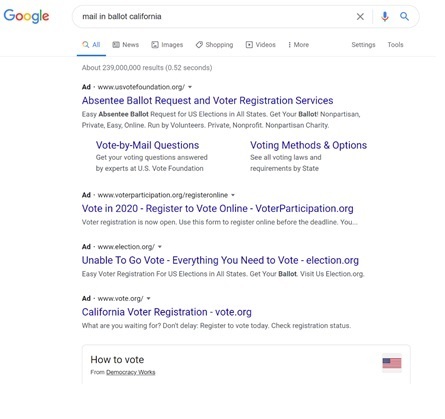 Google mail in ballot california
All News Images Shopping Videos More Settings Tools
About 239,000,000 results (0.52 seconds)
Ad · www.usvotefoundation.org/
Absentee Ballot Request and Voter Registration Services
Easy Absentee Ballot Request for US Elections in All States. Get Your Ballot! Nonpartisan,
Private, Easy, Online. Run by Volunteers. Private, Nonprofit. Nonpartisan Charity.
Vote-by-Mail Questions
Get your voting questions answered
by experts at U.S. Vote Foundation
Voting Methods & Options
See all voting laws and
requirements by State
Ad · www.voterparticipation.org/registeronline
Vote in 2020 - Register to Vote Online - VoterParticipation.org
Voter registration is now open. Use this form to register online before the deadline. You...
Ad · www.election.org/
Unable To Go Vote - Everything You Need to Vote - election.org
Easy Voter Registration For US Elections in All States. Get Your Ballot. Visit Us Election.org.
Ad · www.vote.org/
California Voter Registration - vote.org
What are you waiting for? Don't delay: Register to vote today. Check registration status.
How to vote
From Democracy Works